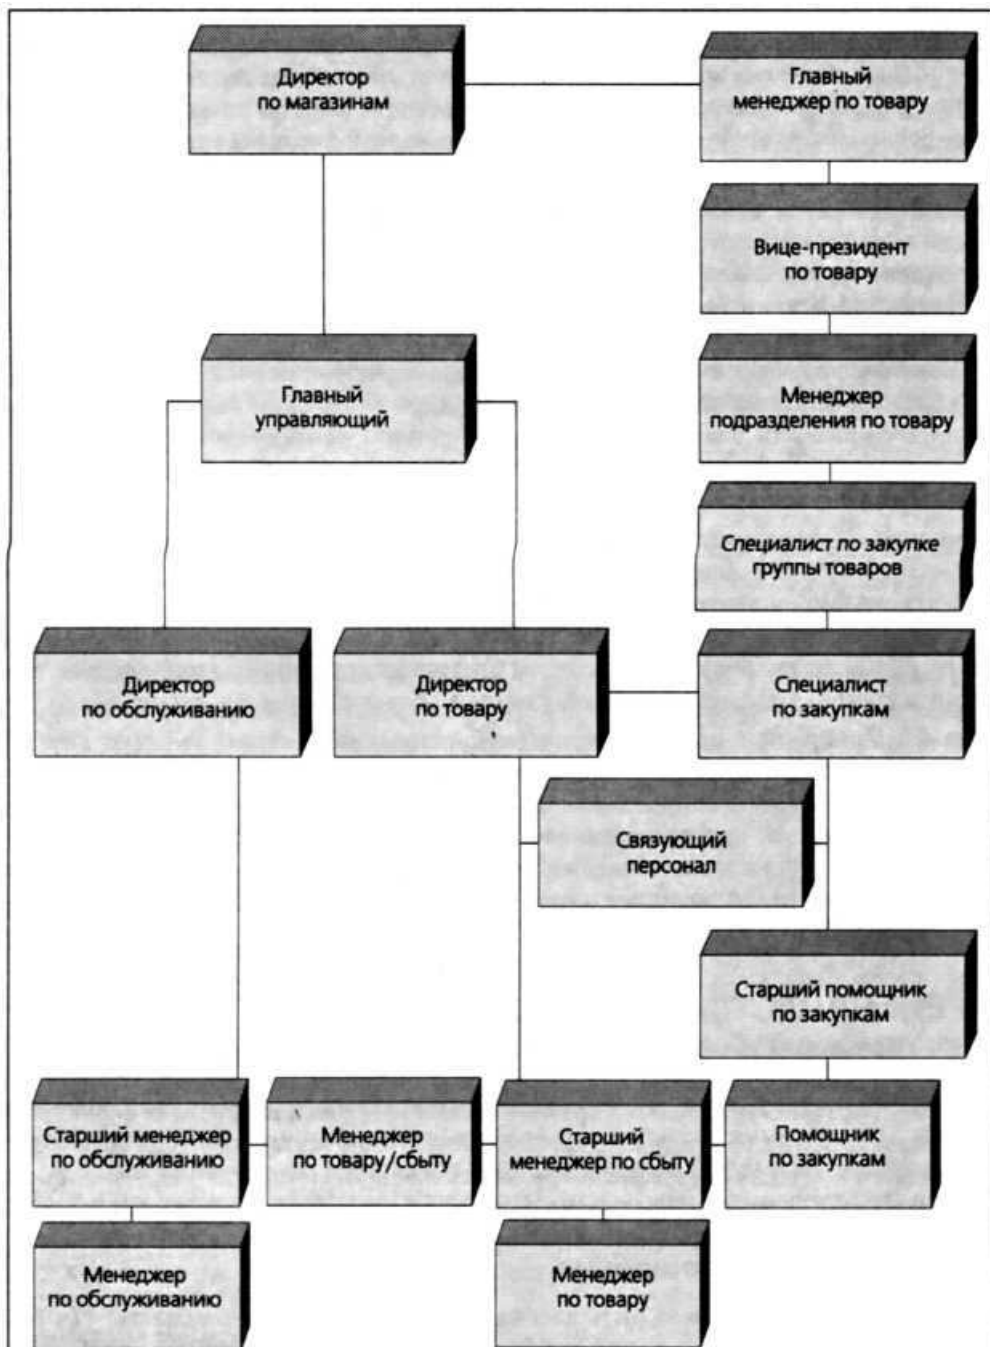 Директор
по магазинам
Главный
менеджер по товару
Вице-президент
по товару
Главный
управляющий
Менеджер
подразделения по товару
Специалист по закупке
группы товаров
Директор
по обслуживанию
Директор
по товару
Специалист
по закупкам
Связующий
персонал
Старший помощник
по закупкам
Старший менеджер
по обслуживанию
Менеджер
по товару/сбыту
Старший
менеджер по сбыту
Помощник
по закупкам
Менеджер
по обслуживанию
Менеджер
по товару